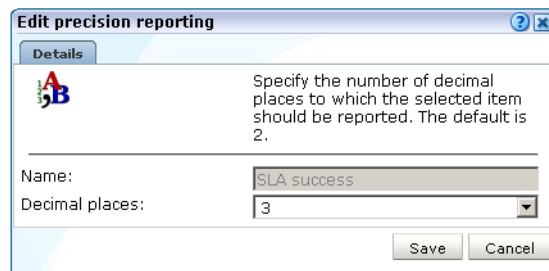 Edit precision reporting
Details
Specify the number of decimal
places to which the selected item
should be reported. The default is
2.
Name:
SLA success
Decimal places:
3
Save Cancel